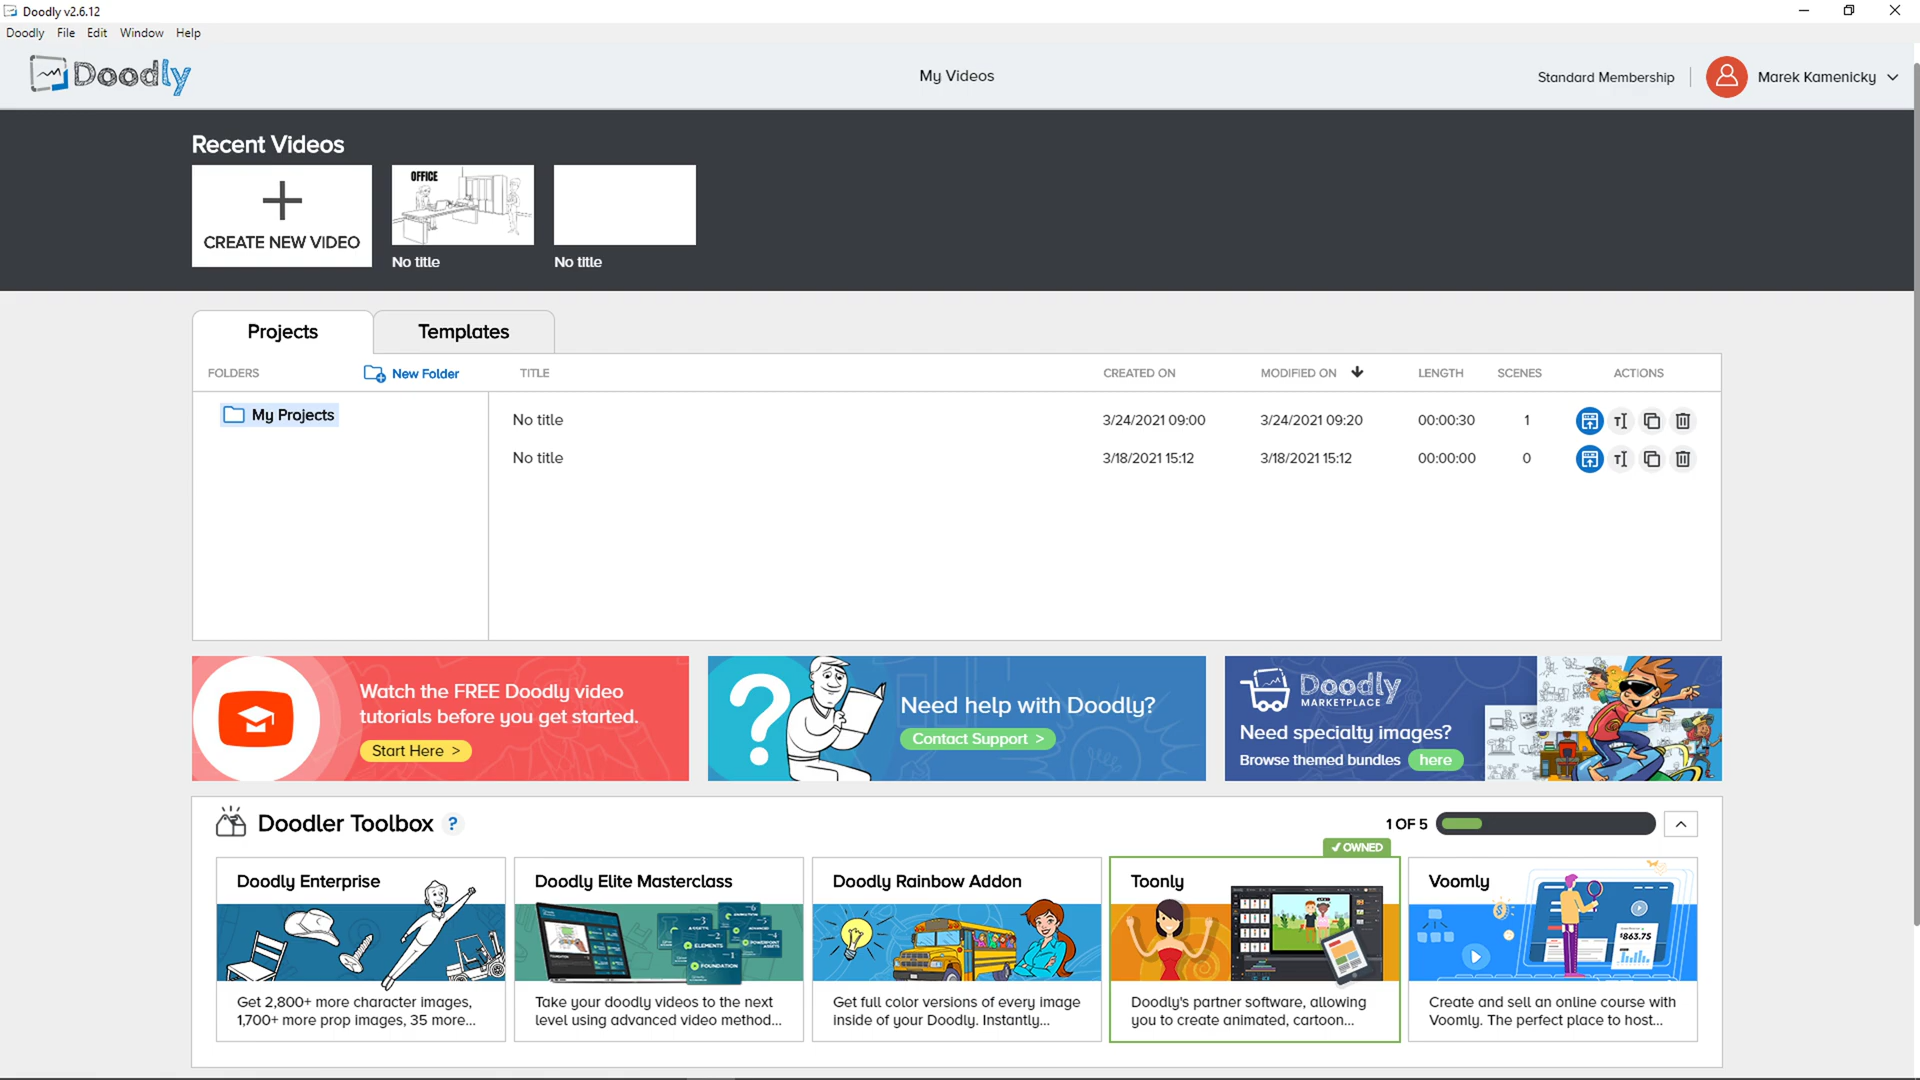 Doodly v2.6.12
Doodly File Edit Window Help
Doodly
My Videos
Standard Membership
Marek Kamenicky
Recent Videos
CREATE NEW VIDEO
OFFICE
No title
No title
Projects
Templates
FOLDERS
New Folder
TITLE
CREATED ON
MODIFIED ON
LENGTH
SCENES
ACTIONS
My Projects
No title 3/24/2021 09:00 3/24/2021 09:20 00:00:30 1
No title 3/18/2021 15:12 3/18/2021 15:12 00:00:00 0
Watch the FREE Doodly video
tutorials before you get started.
Start Here >
?
Need help with Doodly?
Contact Support >
Doodly
MARKETPLACE
Need specialty images?
Browse themed bundles here
Doodler Toolbox ?
1 OF 5
✓ OWNED
Doodly Enterprise
Get 2,800+ more character images,
1,700+ more prop images, 35 more...
Doodly Elite Masterclass
ELEMENTS
FOUNDATION
Take your doodly videos to the next
level using advanced video method...
Doodly Rainbow Addon
Get full color versions of every image
inside of your Doodly. Instantly...
Toonly
Doodly's partner software, allowing
you to create animated, cartoon...
Voomly
$863.75
Create and sell an online course with
Voomly. The perfect place to host...